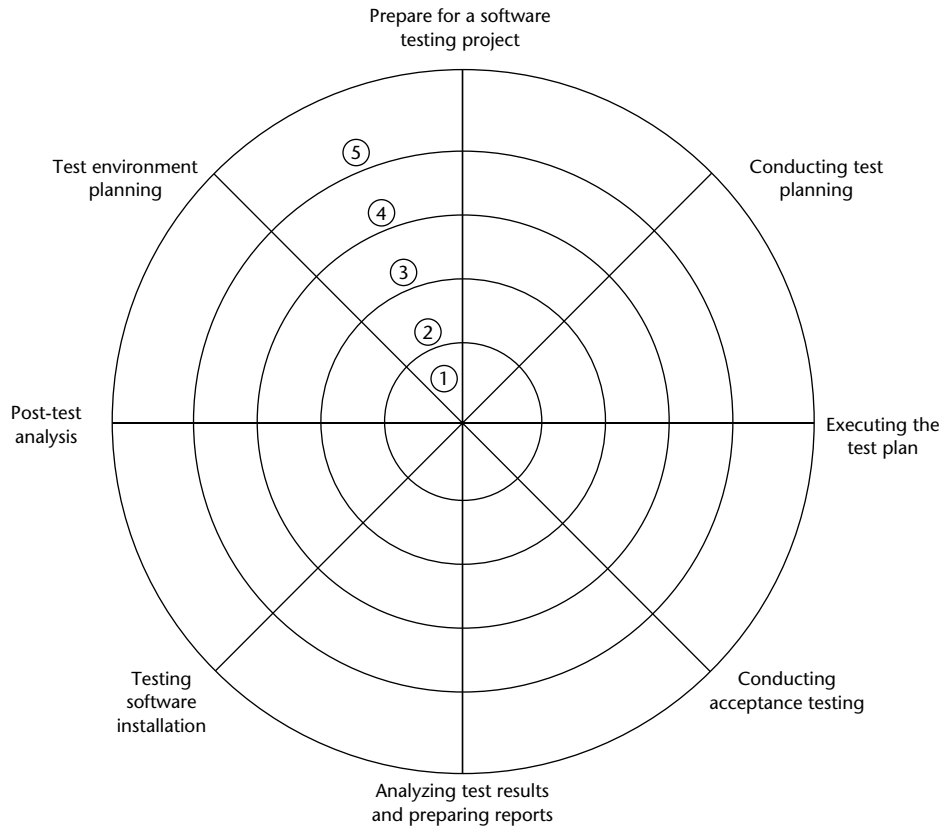 Prepare for a software
testing project
Test environment
planning
Conducting test
planning
5
4
3
2
1
Post-test
analysis
Executing the
test plan
Testing
software
installation
Conducting
acceptance testing
Analyzing test results
and preparing reports